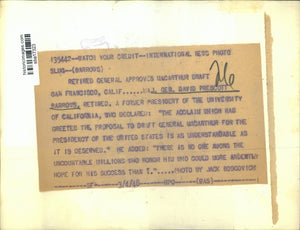 135442--WATCH YOUR CREDIT--INTERNATIONAL NEWS PHOTO
SLUG--(BARROWS)
RETIRED GENERAL APPROVES MACARTHUR DRAFT
SAN FRANCISCO, CALIF.....MAJ. GEN. DAVID PRESCOTT
BARROWS, RETIRED, A FORMER PRESIDENT OF THE UNIVERSITY
OF CALIFORNIA, WHO DECLARED: "THE ACCLAIM WHICH HAS
GREETED THE PROPOSAL TO DRAFT GENERAL MACARTHUR FOR THE
PRESIDENCY OF THE UNITED STATES IS AS UNDERSTANDABLE AS
IT IS DESERVED." HE ADDED: "THERE IS NO ONE AMONG THE
UNCOUNTABLE MILLIONS WHO HONOR HIM WHO COULD MORE ARDENTLY
HOPE FOR HIS SUCCESS THAN I."....PHOTO BY JACK
26